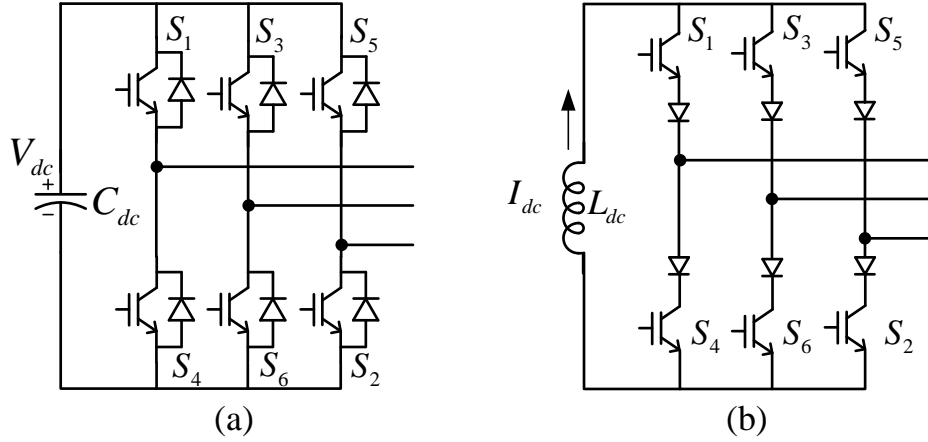 S1 S3 S5
Vdc
+
−
Cdc
S4 S6 S2
(a)
S1 S3 S5
Idc Ldc
S4 S6 S2
(b)